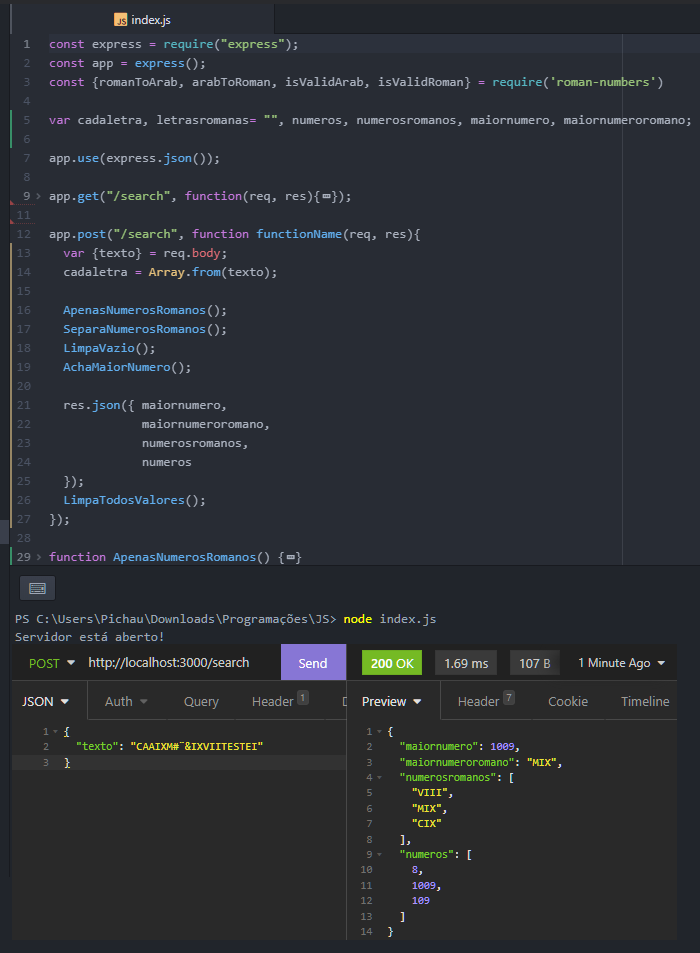 JS index.js
1 const express = require("express");
2 const app = express();
3 const {romanToArab, arabToRoman, isValidArab, isValidRoman} = require('roman-numbers')
4
5 var cadaletra, letrasromanas= "", numeros, numerosromanos, maiornumero, maiornumeroromano;
6
7 app.use(express.json());
8
9 app.get("/search", function(req, res){});
11
12 app.post("/search", function functionName(req, res){
13 var {texto} = req.body;
14 cadaletra = Array.from(texto);
15
16 ApenasNumerosRomanos();
17 SeparaNumerosRomanos();
18 LimpaVazio();
19 AchaMaiorNumero();
20
21 res.json({ maiornumero,
22 maiornumeroromano,
23 numerosromanos,
24 numeros
25 });
26 LimpaTodosValores();
27 });
28
29 function ApenasNumerosRomanos() {}
PS C:\Users\Pichau\Downloads\Programações\JS> node index.js
Servidor está aberto!
POST http://localhost:3000/search Send 200 OK 1.69 ms 107 B 1 Minute Ago
JSON Auth Query Header 1 Preview Header 7 Cookie Timeline
1 {
2 "texto": "CAAIXM#¨&IXVIITESTEI"
3 }
1 {
2 "maiornumero": 1009,
3 "maiornumeroromano": "MIX",
4 "numerosromanos": [
5 "VIII",
6 "MIX",
7 "CIX"
8 ],
9 "numeros": [
10 8,
11 1009,
12 109
13 ]
14 }